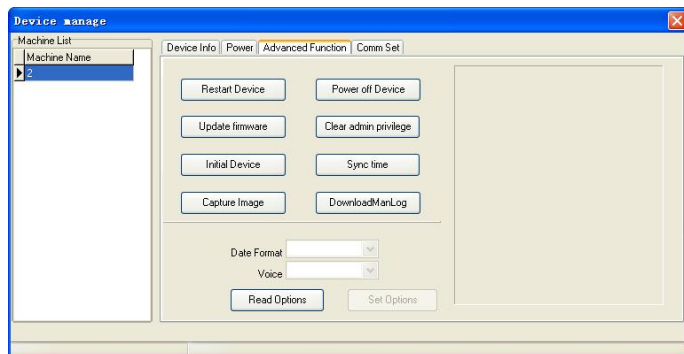 Device manage
Machine List
Machine Name
2
Device Info Power Advanced Function Comm Set
Restart Device Power off Device
Update firmware Clear admin privilege
Initial Device Sync time
Capture Image DownloadManLog
Date Format
Voice
Read Options Set Options